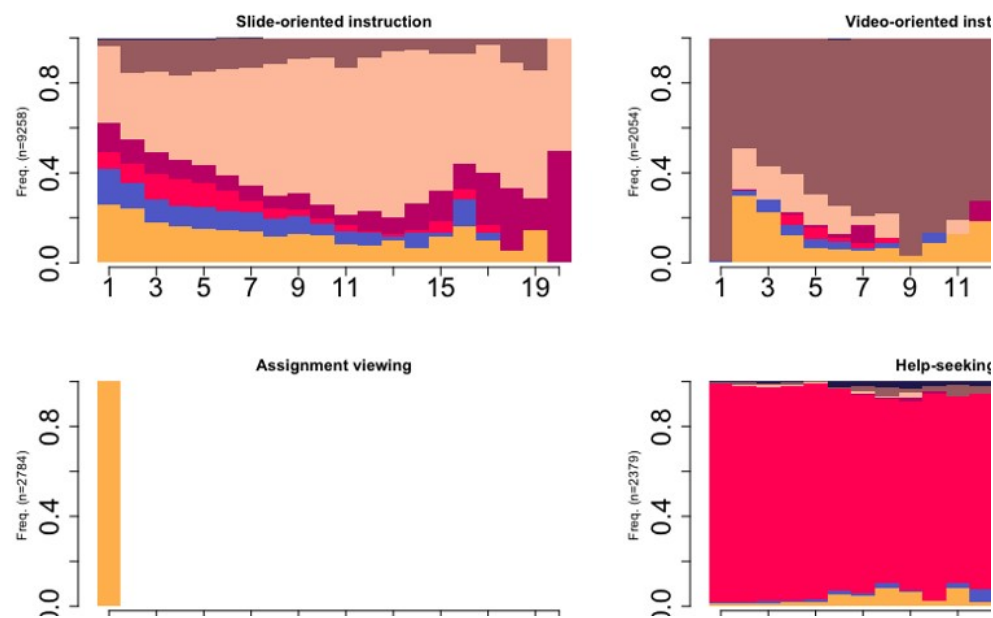 Slide-oriented instruction
Freq. (n=9258)
0.0 0.4 0.8
1 3 5 7 9 11 15 19
Video-oriented inst
Freq. (n=2054)
0.0 0.4 0.8
1 3 5 7 9 11
Assignment viewing
Freq. (n=2784)
0.0 0.4 0.8
Help-seeking
Freq. (n=2379)
0.0 0.4 0.8